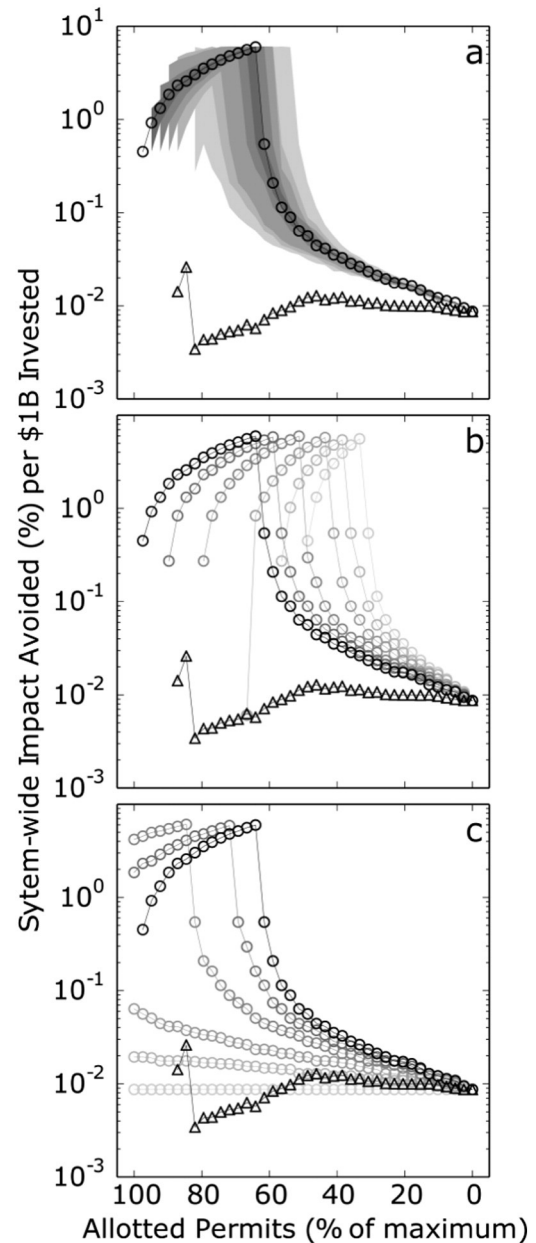 Sytem-wide Impact Avoided (%) per $1B Invested
10^1
a
10^0
10^-1
10^-2
10^-3
b
10^0
10^-1
10^-2
10^-3
c
10^0
10^-1
10^-2
10^-3
100 80 60 40 20 0
Allotted Permits (% of maximum)